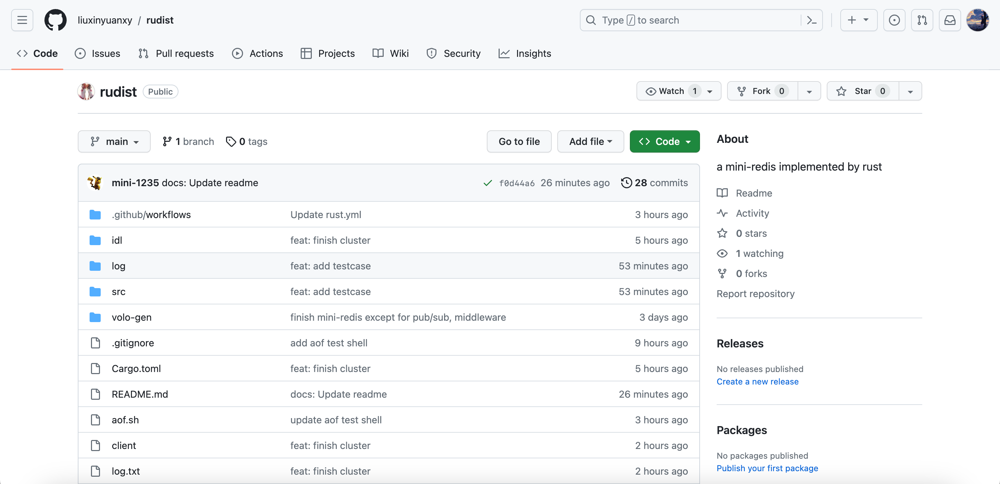 liuxinyuanxy / rudist
Type / to search
Code Issues Pull requests Actions Projects Wiki Security Insights
rudist Public
Watch 1 Fork 0 Star 0
main 1 branch 0 tags Go to file Add file Code
mini-1235 docs: Update readme f0d44a6 26 minutes ago 28 commits
.github/workflows Update rust.yml 3 hours ago
idl feat: finish cluster 5 hours ago
log feat: add testcase 53 minutes ago
src feat: add testcase 53 minutes ago
volo-gen finish mini-redis except for pub/sub, middleware 3 days ago
.gitignore add aof test shell 9 hours ago
Cargo.toml feat: finish cluster 5 hours ago
README.md docs: Update readme 26 minutes ago
aof.sh update aof test shell 3 hours ago
client feat: finish cluster 2 hours ago
log.txt feat: finish cluster 2 hours ago
About
a mini-redis implemented by rust
Readme
Activity
0 stars
1 watching
0 forks
Report repository
Releases
No releases published
Create a new release
Packages
No packages published
Publish your first package